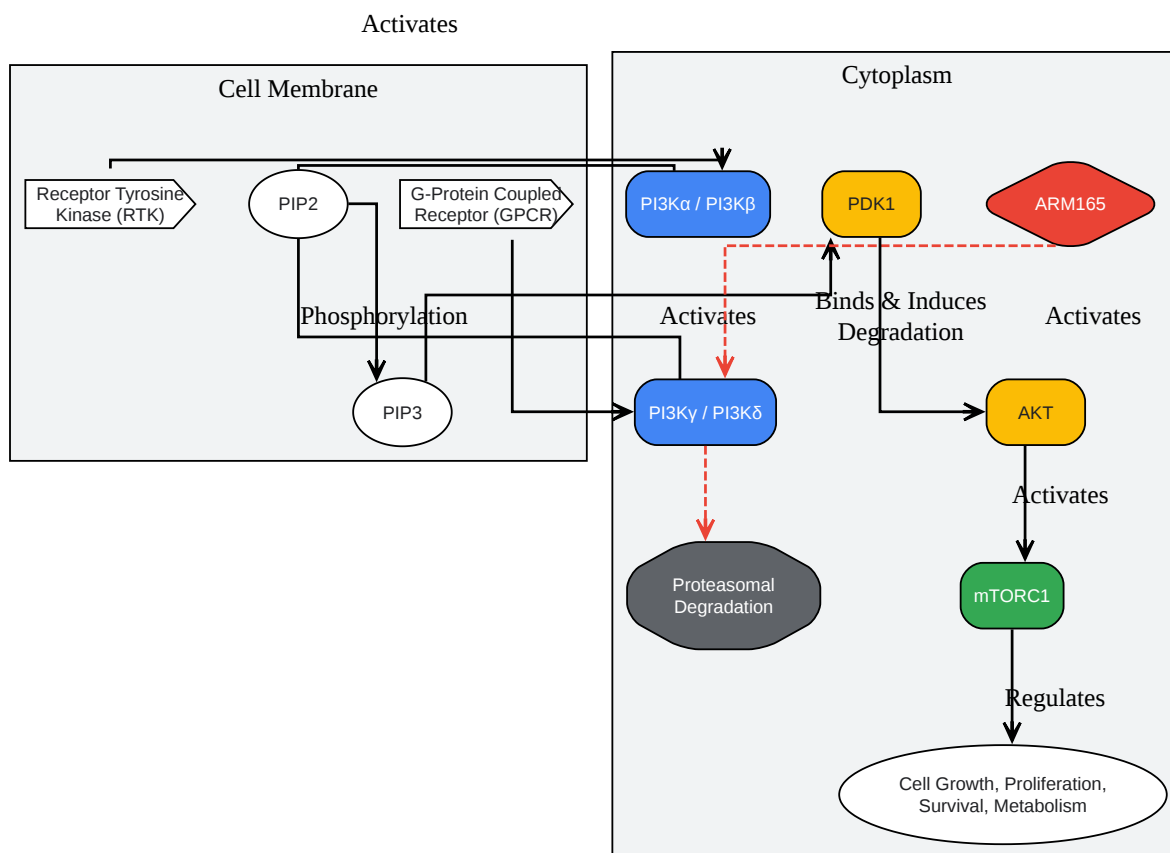 Activates
Cell Membrane
Cytoplasm
Receptor Tyrosine
Kinase (RTK)
PIP2
G-Protein Coupled
Receptor (GPCR)
PI3Kα / PI3Kβ
PDK1
ARM165
Phosphorylation
Activates
Binds & Induces
Degradation
Activates
PIP3
PI3Kγ / PI3Kδ
AKT
Activates
Proteasomal
Degradation
mTORC1
Regulates
Cell Growth, Proliferation,
Survival, Metabolism